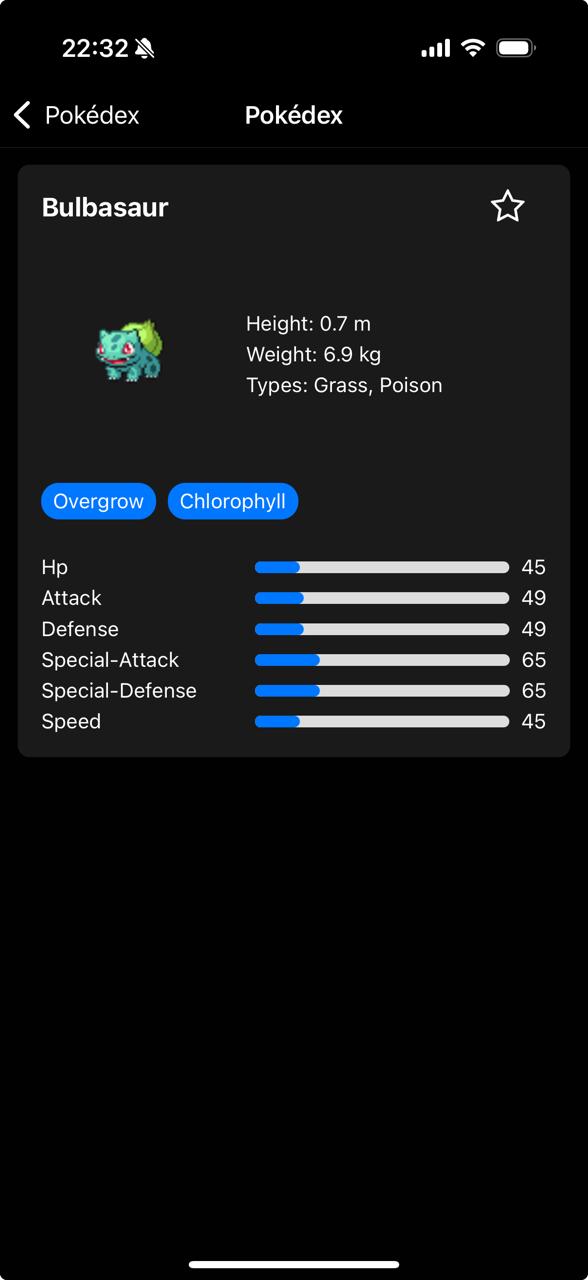 22:32
Pokédex Pokédex
Bulbasaur
Height: 0.7 m
Weight: 6.9 kg
Types: Grass, Poison
Overgrow Chlorophyll
Hp 45
Attack 49
Defense 49
Special-Attack 65
Special-Defense 65
Speed 45